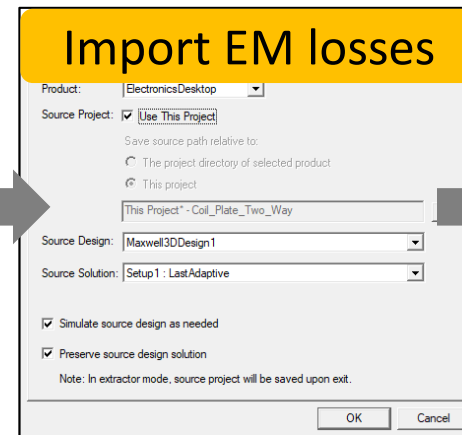 Import EM losses
Product: ElectronicsDesktop
Source Project: Use This Project
Save source path relative to:
The project directory of selected product
This project
This Project* - Coil_Plate_Two_Way
Source Design: Maxwell3DDesign1
Source Solution: Setup1 : LastAdaptive
Simulate source design as needed
Preserve source design solution
Note: In extractor mode, source project will be saved upon exit.
OK Cancel